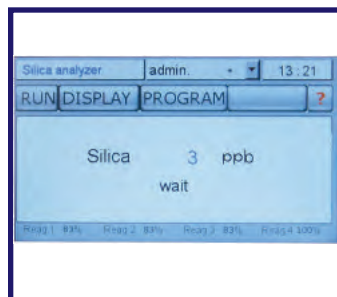 Silica analyzer admin. 13:21
RUN DISPLAY PROGRAM ?
Silica 3 ppb
wait
Reag 1 83% Reag 2 83% Reag 3 83% Reag 4 100%